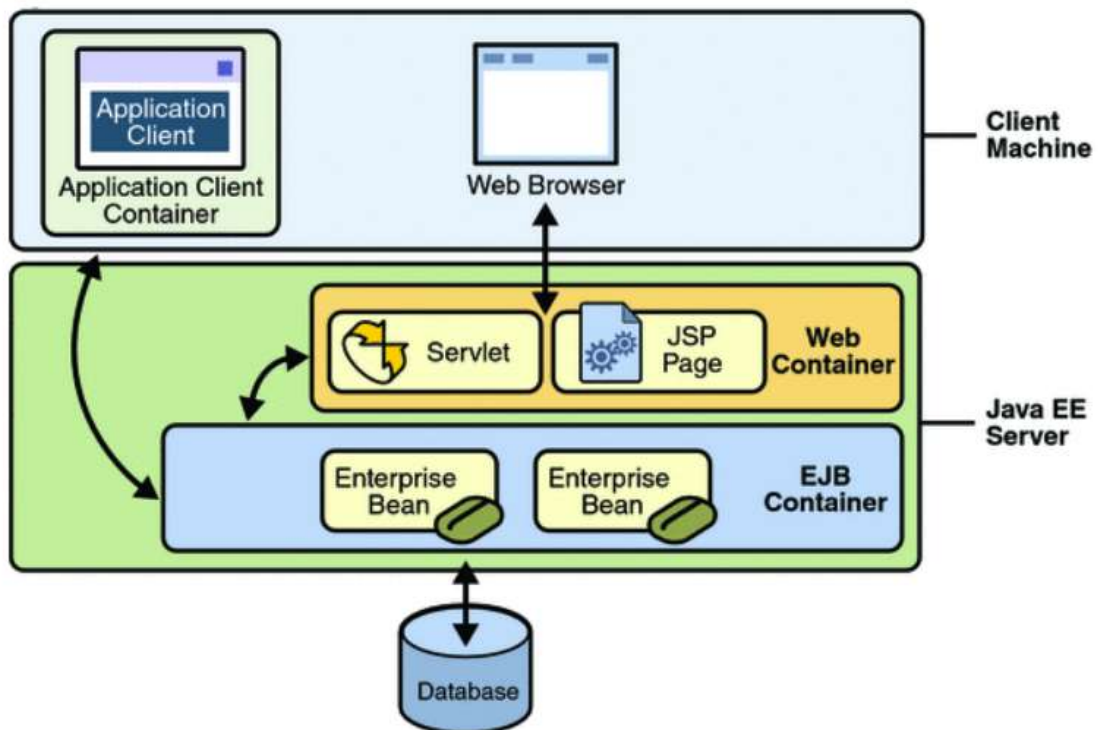 Application
Client
Application Client
Container
Web Browser
Client
Machine
Servlet
JSP
Page
Web
Container
Java EE
Server
Enterprise
Bean
Enterprise
Bean
EJB
Container
Database